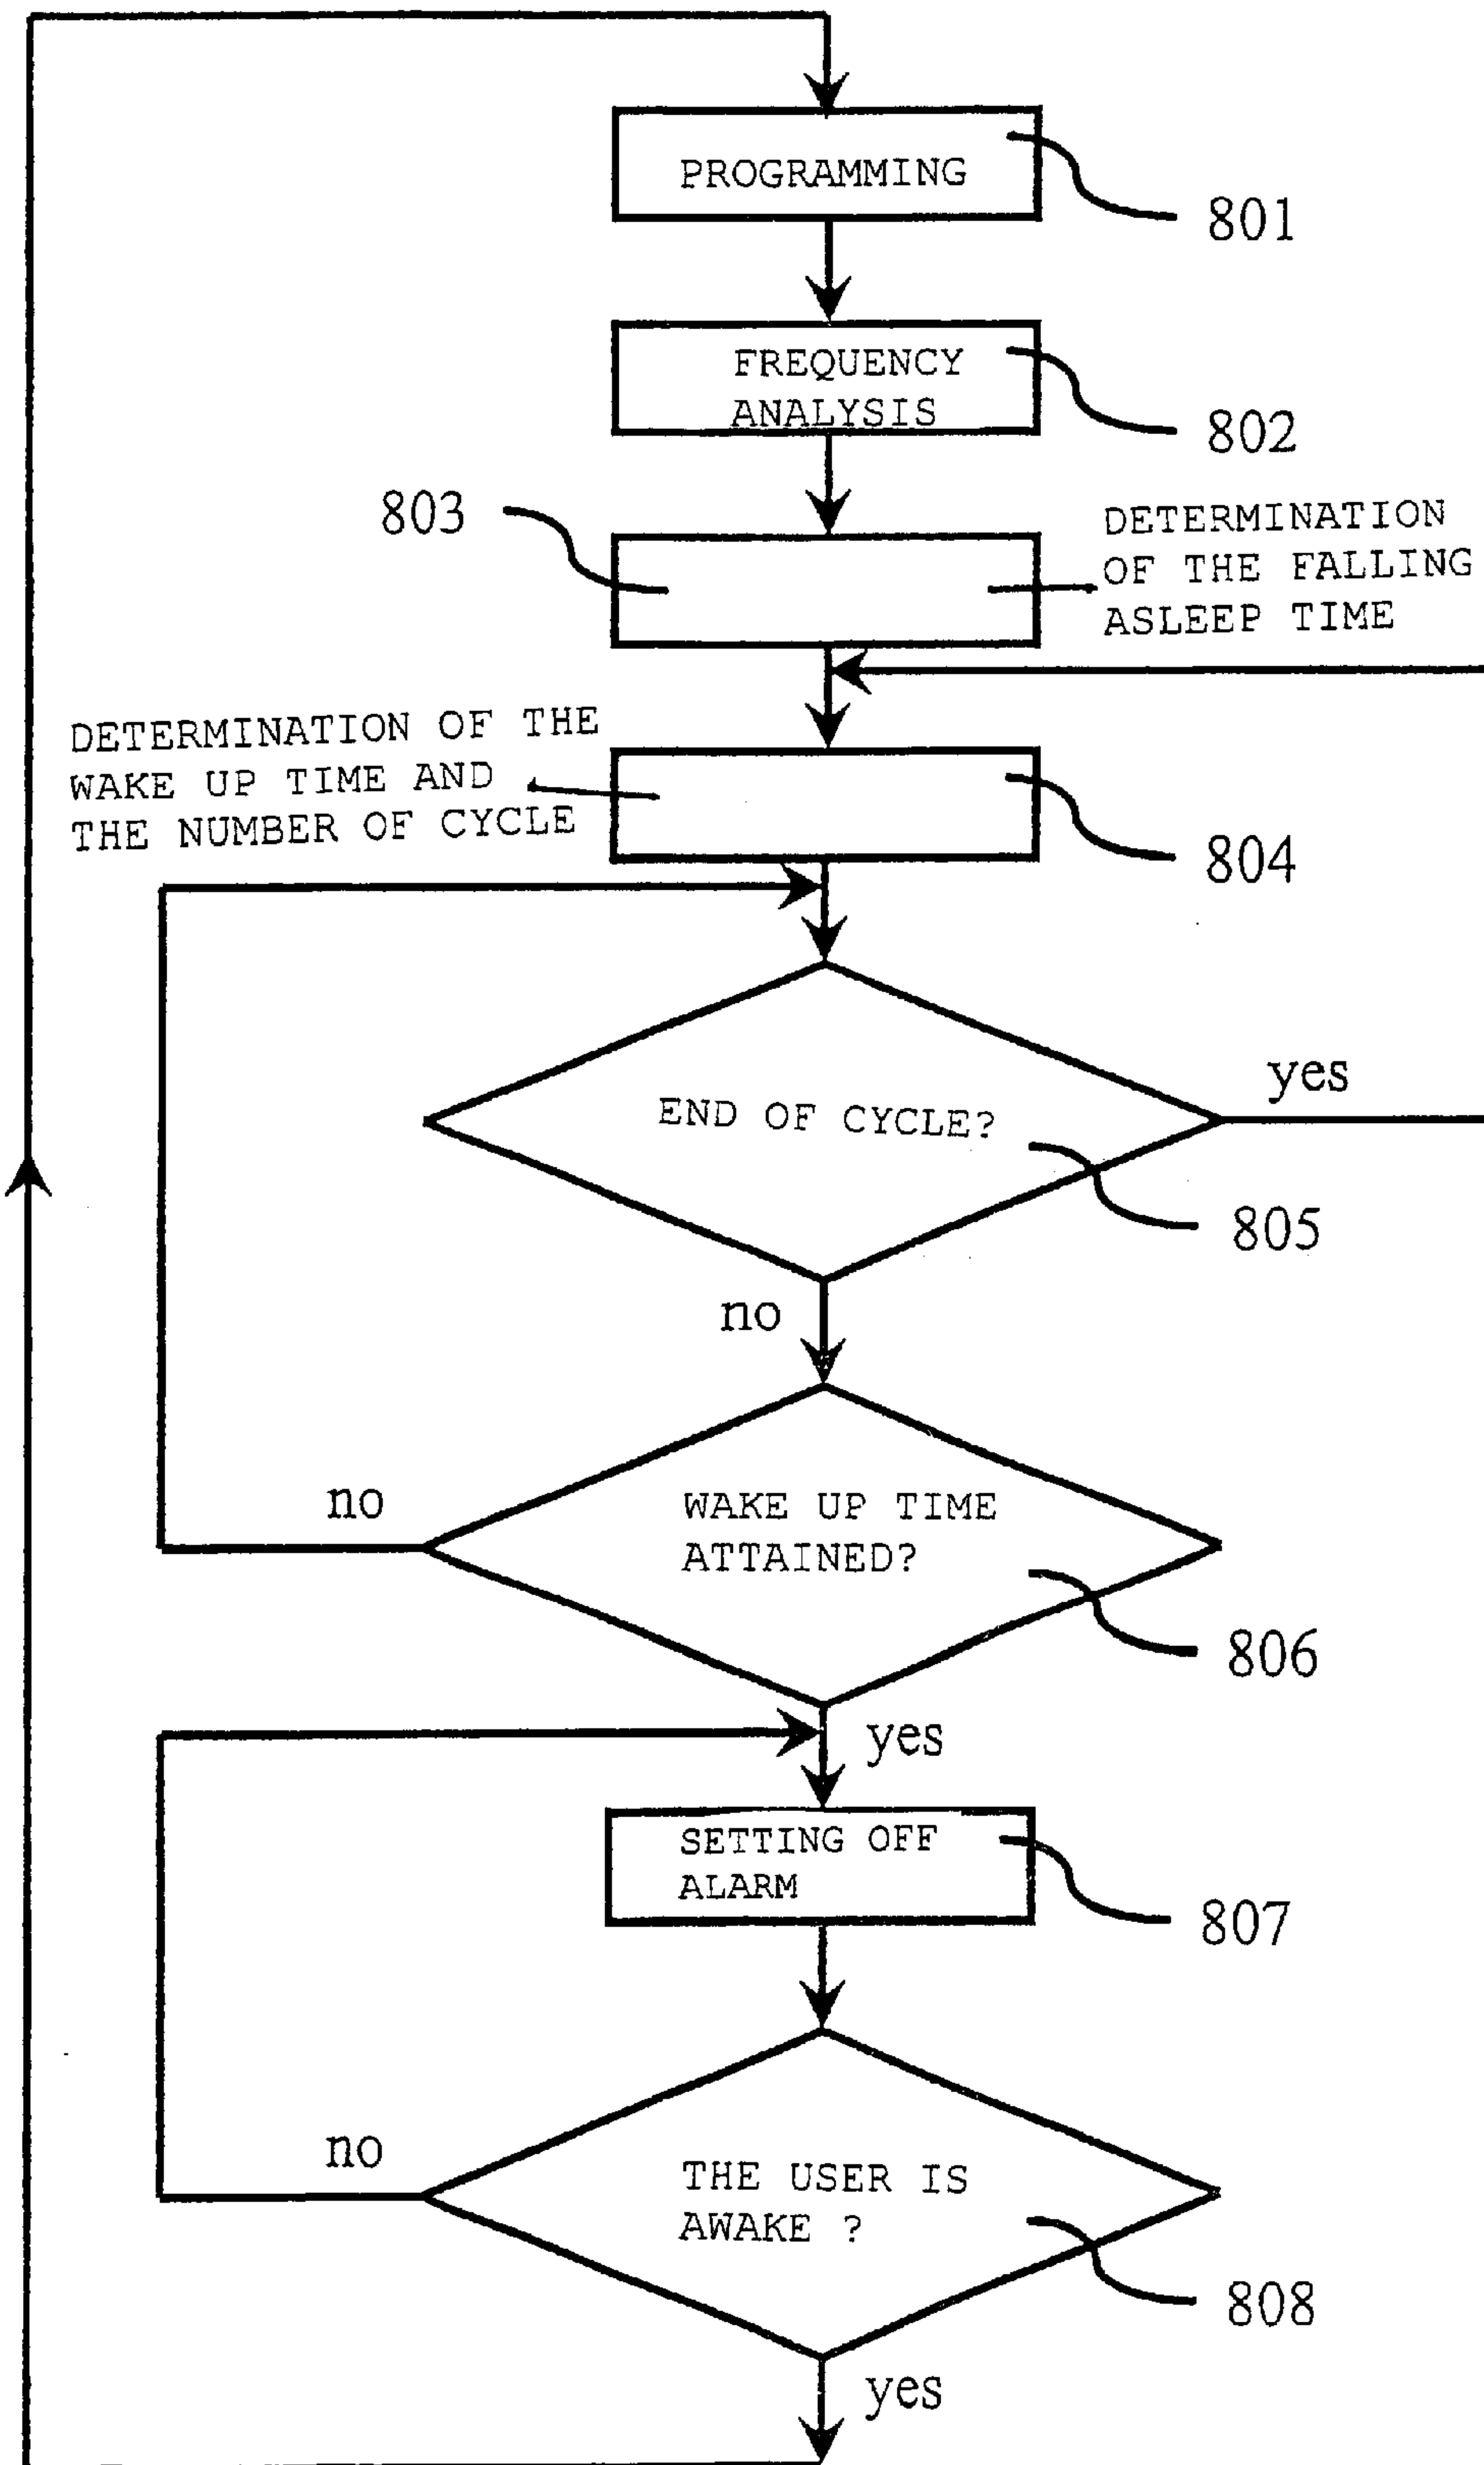 PROGRAMMING
801
FREQUENCY
ANALYSIS
802
803
DETERMINATION
OF THE FALLING
ASLEEP TIME
DETERMINATION OF THE
WAKE UP TIME AND
THE NUMBER OF CYCLE
804
END OF CYCLE?
yes
805
no
WAKE UP TIME
ATTAINED?
no
806
yes
SETTING OFF
ALARM
807
THE USER IS
AWAKE ?
no
808
yes